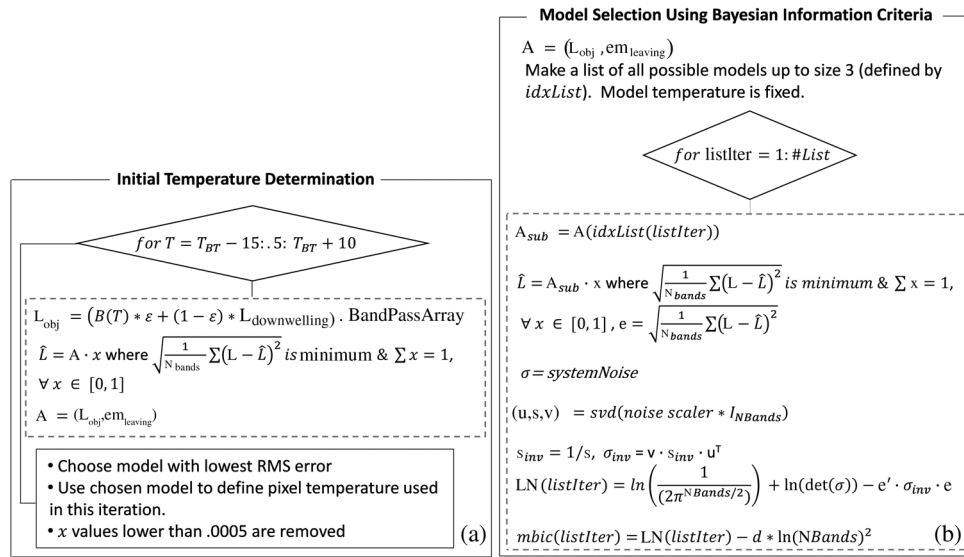 Initial Temperature Determination
for T = T_BT − 15:.5: T_BT + 10
L_obj = (B(T) * ε + (1 − ε) * L_downwelling). BandPassArray
L̂ = A · x where √(1/N_bands ∑(L − L̂)²) is minimum & ∑ x = 1,
∀ x ∈ [0,1]
A = (L_obj,em_leaving)
• Choose model with lowest RMS error
• Use chosen model to define pixel temperature used
in this iteration.
• x values lower than .0005 are removed
(a)
Model Selection Using Bayesian Information Criteria
A = (L_obj ,em_leaving)
Make a list of all possible models up to size 3 (defined by
idxList). Model temperature is fixed.
for listIter = 1: #List
A_sub = A(idxList(listIter))
L̂ = A_sub · x where √(1/N_bands ∑(L − L̂)²) is minimum & ∑ x = 1,
∀ x ∈ [0,1] , e = √(1/N_bands ∑(L − L̂)²)
σ = systemNoise
(u,s,v) = svd(noise scaler * I_NBands)
s_inv = 1/s, σ_inv = v · s_inv · u^T
LN(listIter) = ln(1/(2π^NBands/2)) + ln(det(σ)) − e′ · σ_inv · e
mbic(listIter) = LN(listIter) − d * ln(NBands)²
(b)